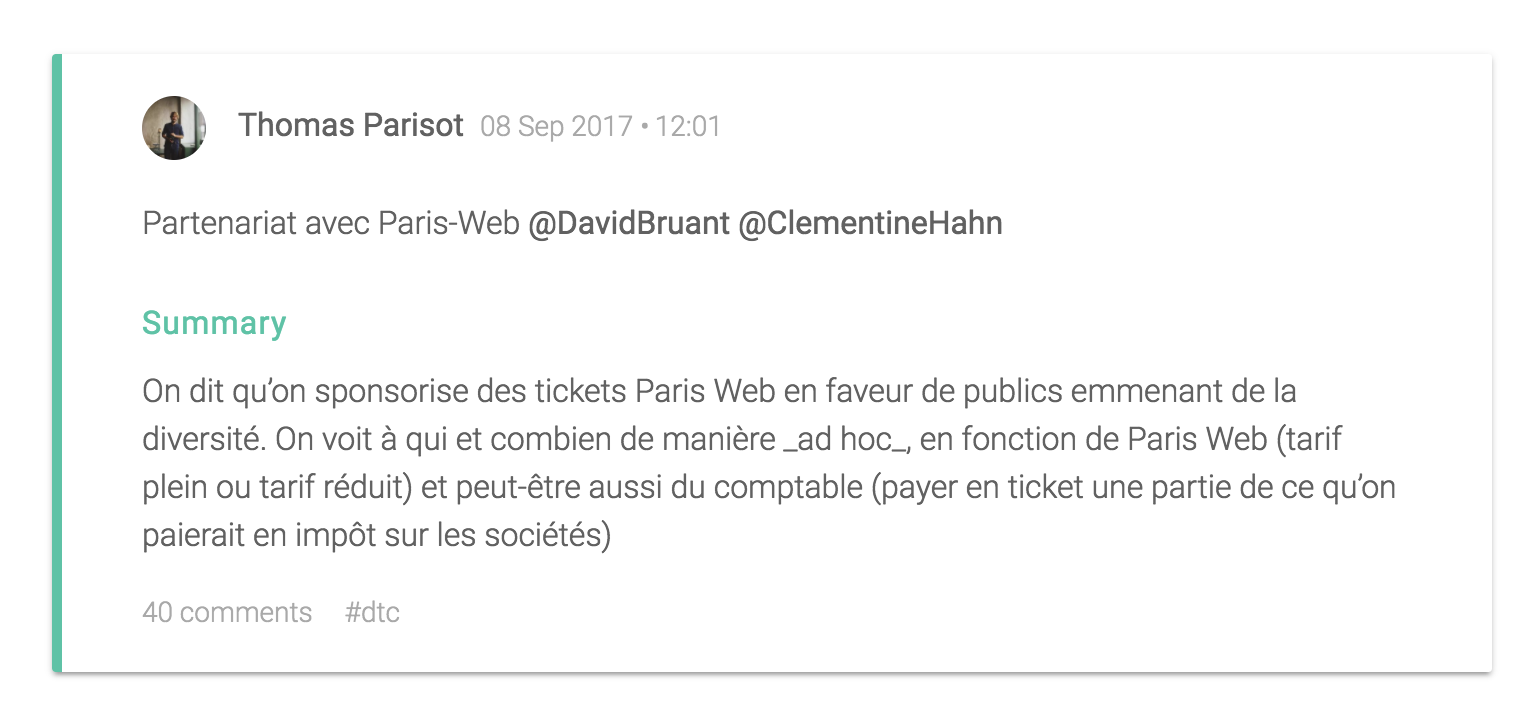 Thomas Parisot 08 Sep 2017 • 12:01
Partenariat avec Paris-Web @DavidBruant @ClementineHahn
Summary
On dit qu’on sponsorise des tickets Paris Web en faveur de publics emmenant de la
diversité. On voit à qui et combien de manière _ad hoc_, en fonction de Paris Web (tarif
plein ou tarif réduit) et peut-être aussi du comptable (payer en ticket une partie de ce qu’on
paierait en impôt sur les sociétés)
40 comments #dtc